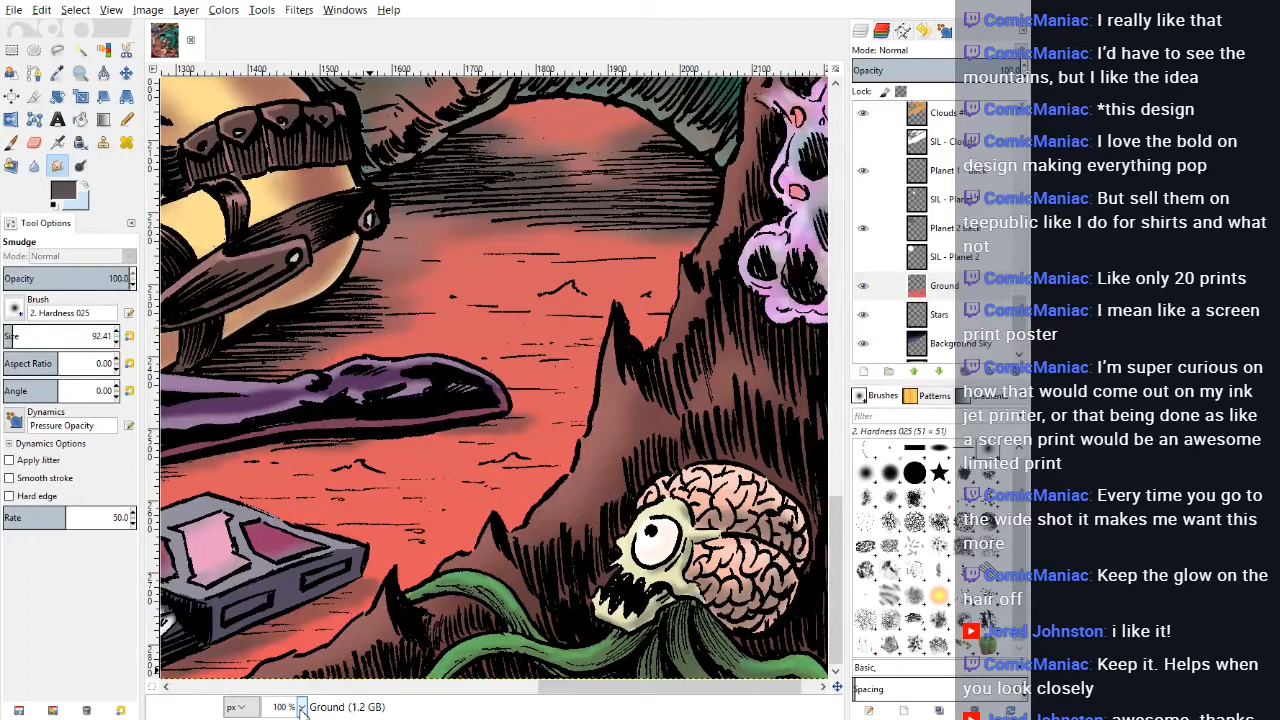 File Edit Select View Image Layer Colors Tools Filters Windows Help
1300 1400 1500 1600 1700 1800 1900 2000 2100
Tool Options
Smudge
Mode: Normal
Opacity 100.0
Brush
2. Hardness 025
Size 92.41
Aspect Ratio 0.00
Angle 0.00
Dynamics
Pressure Opacity
Dynamics Options
Apply Jitter
Smooth stroke
Hard edge
Rate 50.0
px 100 % Ground (1.2 GB)
Mode: Normal
Opacity 100.0
Lock:
Clouds #
SIL - Clouds
Planet 1 - Back
SIL - Planet 1
Planet 2 Back
SIL - Planet 2
Ground
Stars
Background Sky
Brushes Patterns
filter
2. Hardness 025 (51 × 51)
Basic,
Spacing
ComicManiac: I really like that
ComicManiac: I'd have to see the
mountains, but I like the idea
ComicManiac: *this design
ComicManiac: I love the bold on
design making everything pop
ComicManiac: But sell them on
teepublic like I do for shirts and what
not
ComicManiac: Like only 20 prints
ComicManiac: I mean like a screen
print poster
ComicManiac: I'm super curious on
how that would come out on my ink
jet printer, or that being done as like
a screen print would be an awesome
limited print
ComicManiac: Every time you go to
the wide shot it makes me want this
more
ComicManiac: Keep the glow on the
hair off
Jered Johnston: i like it!
ComicManiac: Keep it. Helps when
you look closely
Jered Johnston: awesome, thanks